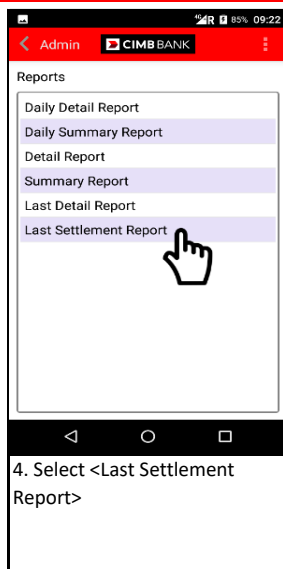 4G R 85% 09:22
Admin CIMB BANK
Reports
Daily Detail Report
Daily Summary Report
Detail Report
Summary Report
Last Detail Report
Last Settlement Report
4. Select <Last Settlement
Report>